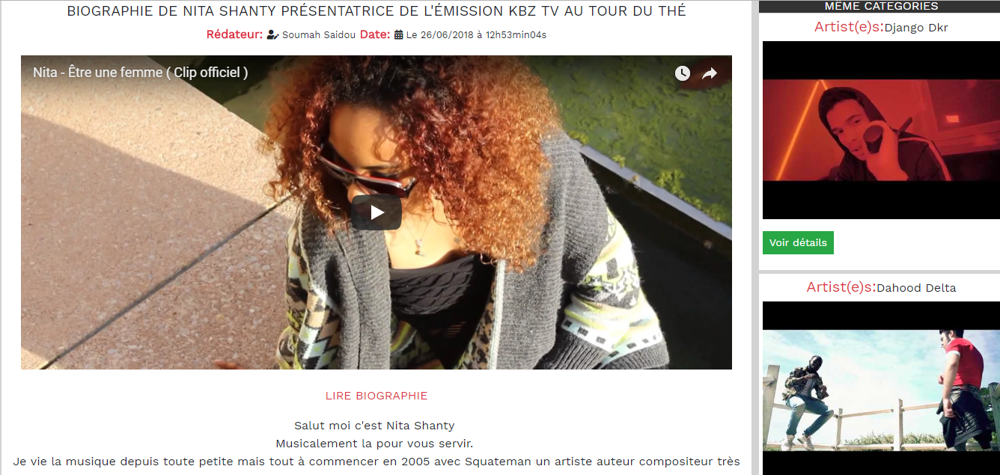 BIOGRAPHIE DE NITA SHANTY PRÉSENTATRICE DE L'ÉMISSION KBZ TV AU TOUR DU THÉ
Rédateur: Soumah Saidou Date: Le 26/06/2018 à 12h53min04s
Nita - Être une femme ( Clip officiel )
LIRE BIOGRAPHIE
Salut moi c'est Nita Shanty
Musicalement la pour vous servir.
Je vie la musique depuis toute petite mais tout à commencer en 2005 avec Squateman un artiste auteur compositeur très
MÊME CATEGORIES
Artist(e)s:Django Dkr
Voir détails
Artist(e)s:Dahood Delta